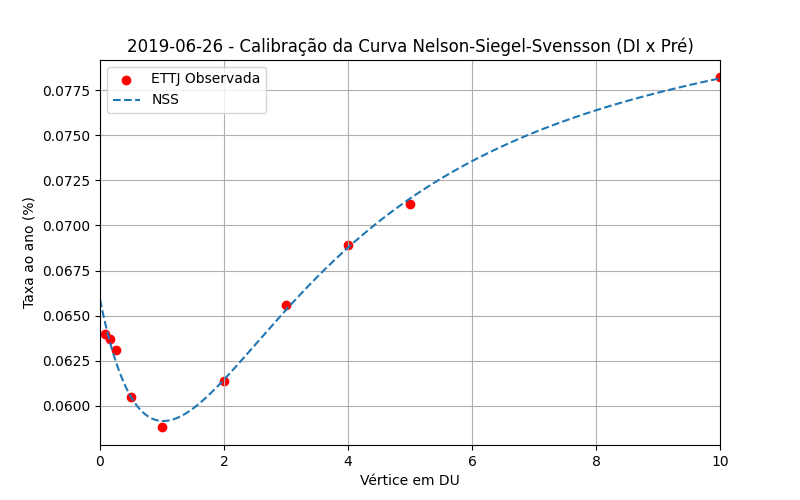 2019-06-26 - Calibração da Curva Nelson-Siegel-Svensson (DI x Pré)
ETTJ Observada
NSS
Taxa ao ano (%)
0.0775
0.0750
0.0725
0.0700
0.0675
0.0650
0.0625
0.0600
0 2 4 6 8 10
Vértice em DU